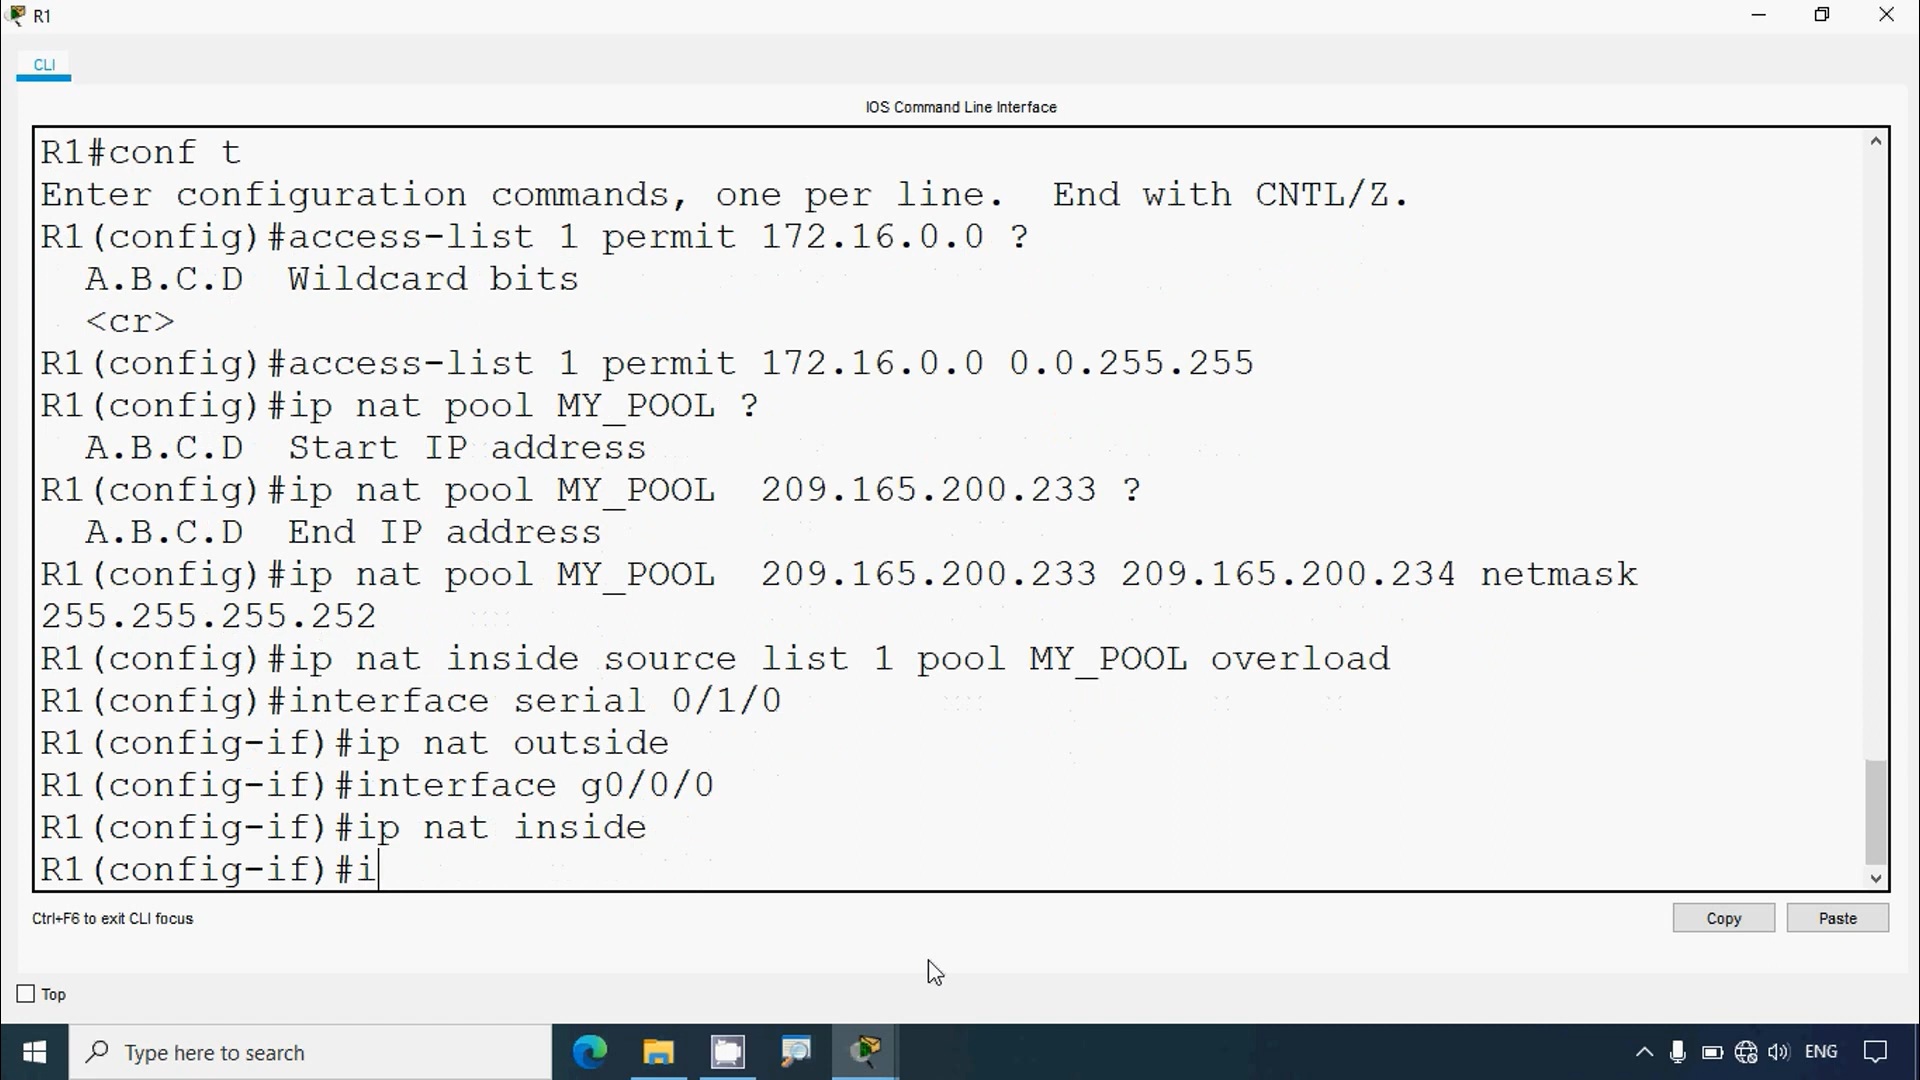 R1
CLI
IOS Command Line Interface
R1#conf t
Enter configuration commands, one per line.  End with CNTL/Z.
R1(config)#access-list 1 permit 172.16.0.0 ?
  A.B.C.D  Wildcard bits
  <cr>
R1(config)#access-list 1 permit 172.16.0.0 0.0.255.255
R1(config)#ip nat pool MY_POOL ?
  A.B.C.D  Start IP address
R1(config)#ip nat pool MY_POOL  209.165.200.233 ?
  A.B.C.D  End IP address
R1(config)#ip nat pool MY_POOL  209.165.200.233 209.165.200.234 netmask
255.255.255.252
R1(config)#ip nat inside source list 1 pool MY_POOL overload
R1(config)#interface serial 0/1/0
R1(config-if)#ip nat outside
R1(config-if)#interface g0/0/0
R1(config-if)#ip nat inside
R1(config-if)#i
Ctrl+F6 to exit CLI focus
Copy
Paste
Top
Type here to search
ENG